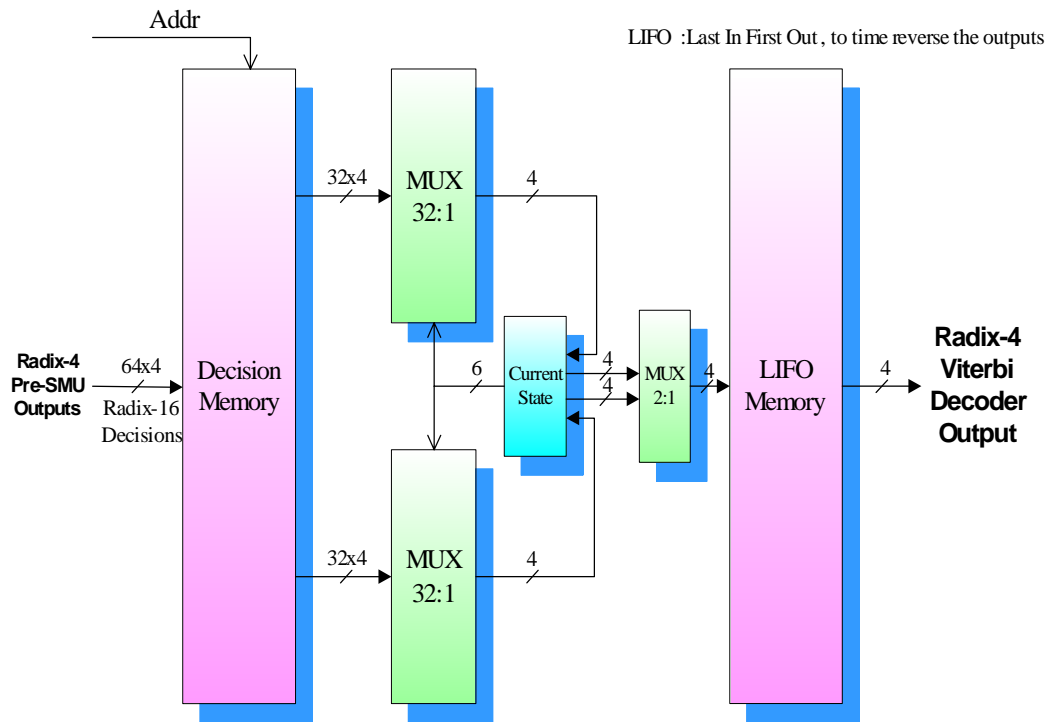 Addr
LIFO :Last In First Out , to time reverse the outputs
32x4
MUX
32:1
4
Radix-4
Pre-SMU
Outputs
64x4
Radix-16
Decisions
Decision
Memory
6
Current
State
4
4
MUX
2:1
4
LIFO
Memory
4
Radix-4
Viterbi
Decoder
Output
32x4
MUX
32:1
4